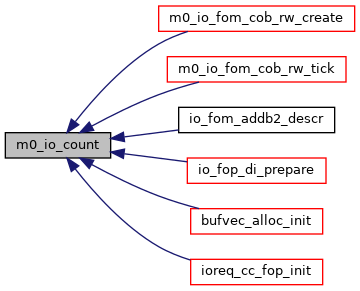 m0_io_fom_cob_rw_create
m0_io_fom_cob_rw_tick
io_fom_addb2_descr
m0_io_count
io_fop_di_prepare
bufvec_alloc_init
ioreq_cc_fop_init